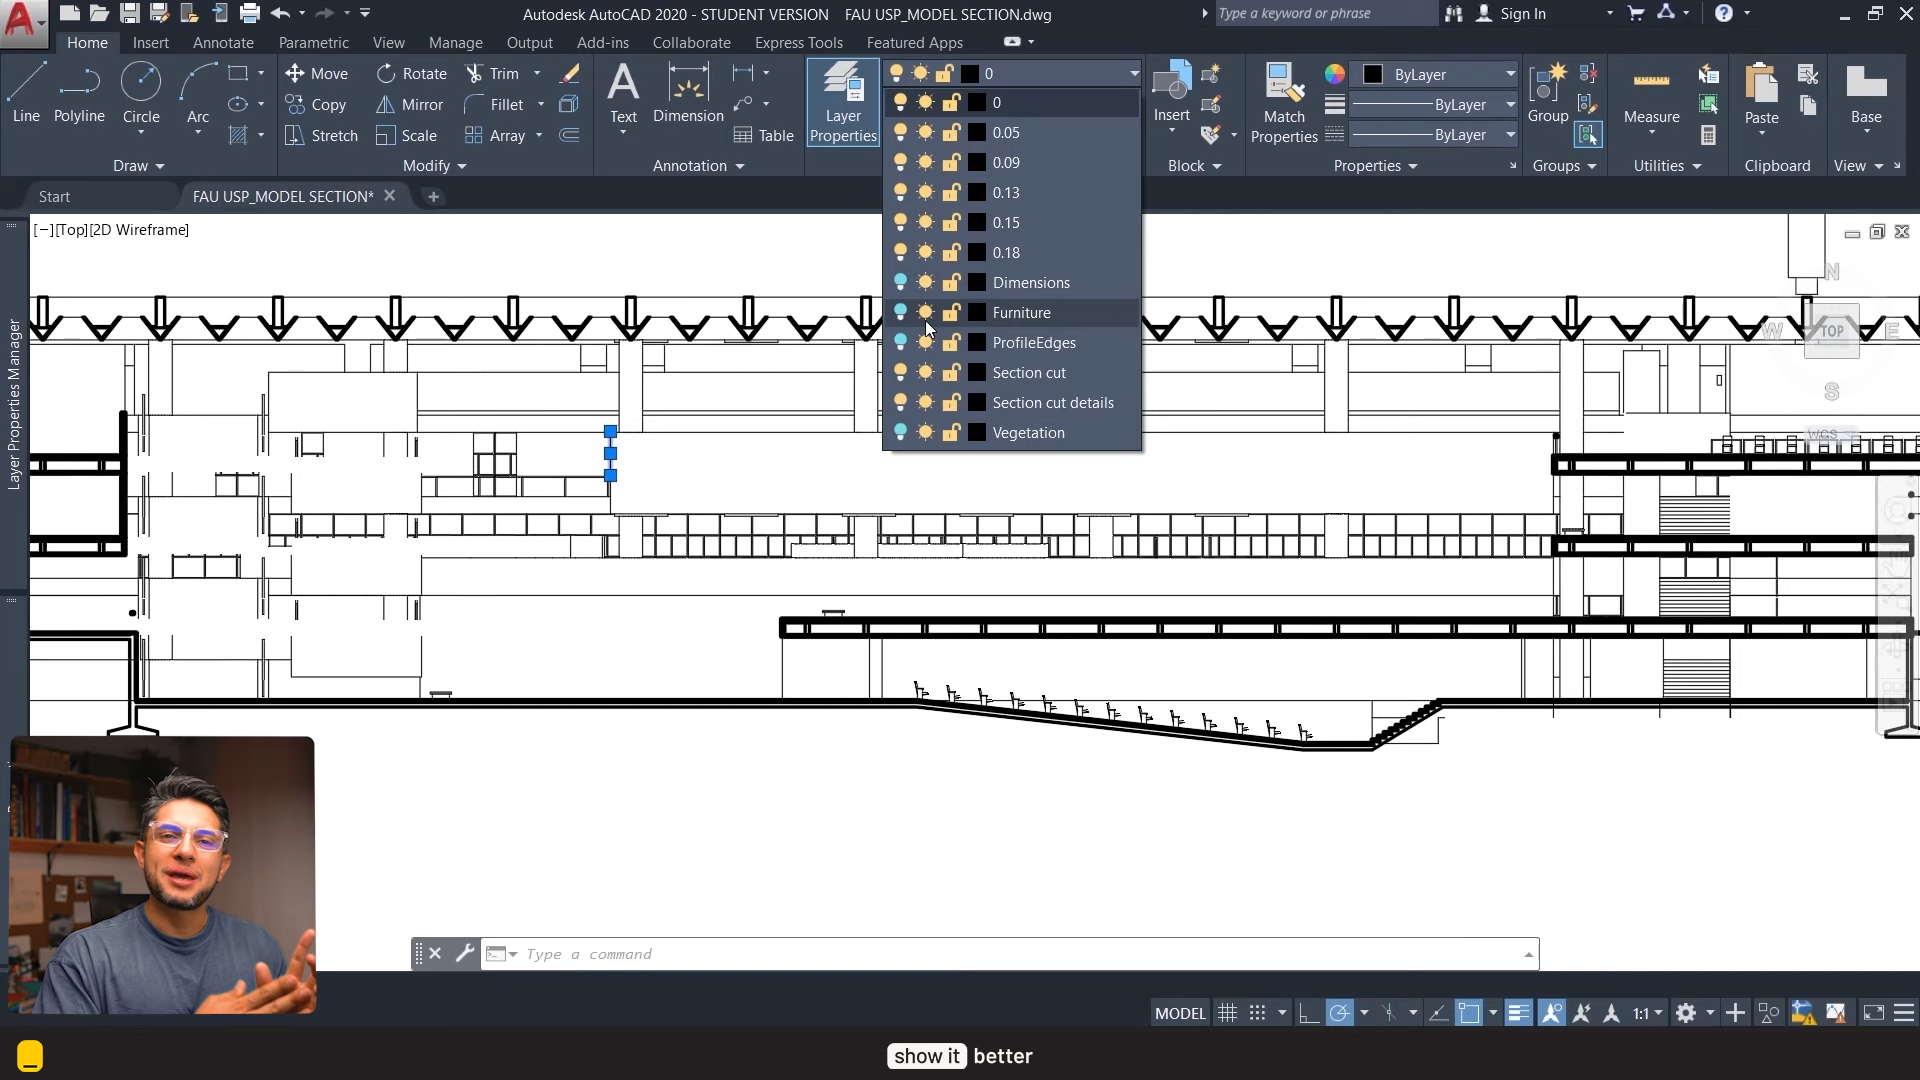 Autodesk AutoCAD 2020 - STUDENT VERSION FAU USP_MODEL SECTION.dwg
Type a keyword or phrase
Sign In
Home Insert Annotate Parametric View Manage Output Add-ins Collaborate Express Tools Featured Apps
Line Polyline Circle Arc
Move Rotate Trim
Copy Mirror Fillet
Stretch Scale Array
Text Dimension Table
Layer Properties
0
Insert
Match Properties
ByLayer
ByLayer
ByLayer
Group Measure Paste Base
Draw Modify Annotation Block Properties Groups Utilities Clipboard View
0
0.05
0.09
0.13
0.15
0.18
Dimensions
Furniture
ProfileEdges
Section cut
Section cut details
Vegetation
Start FAU USP_MODEL SECTION*
[−][Top][2D Wireframe]
Layer Properties Manager
N
W TOP E
S
WCS
Type a command
MODEL 1:1
show it better